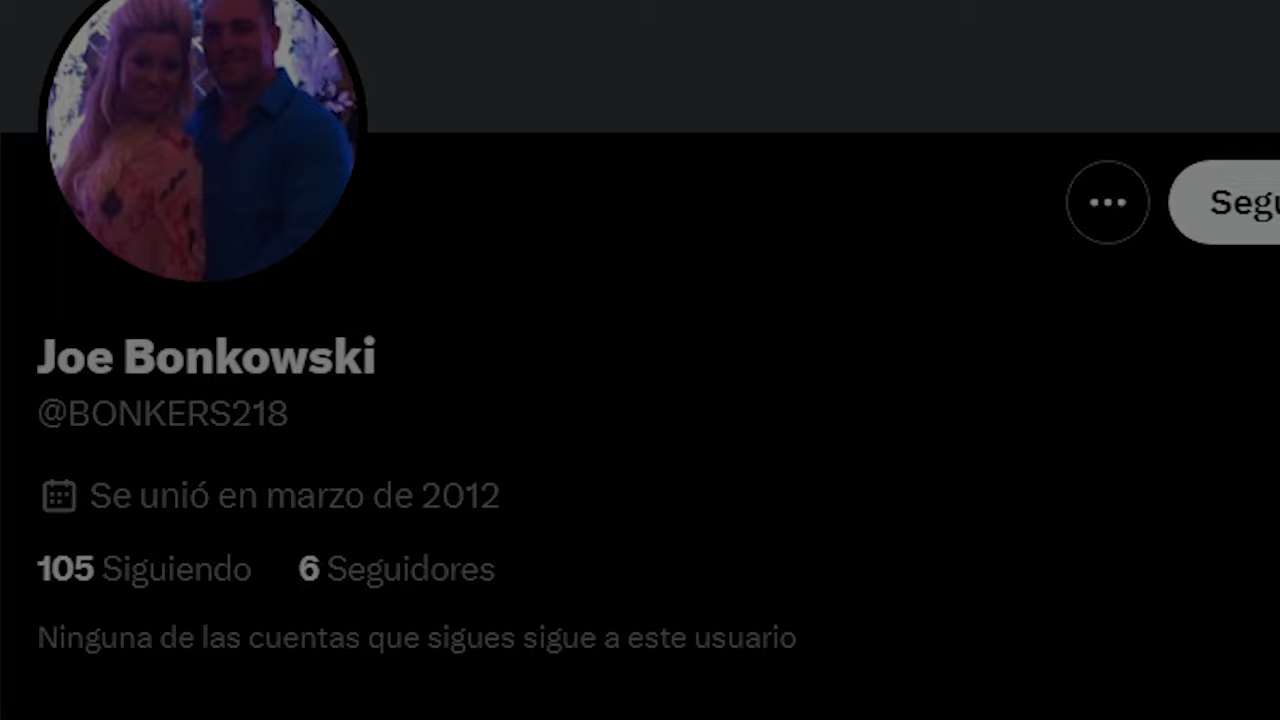 Segu
Joe Bonkowski
@BONKERS218
Se unió en marzo de 2012
105 Siguiendo 6 Seguidores
Ninguna de las cuentas que sigues sigue a este usuario